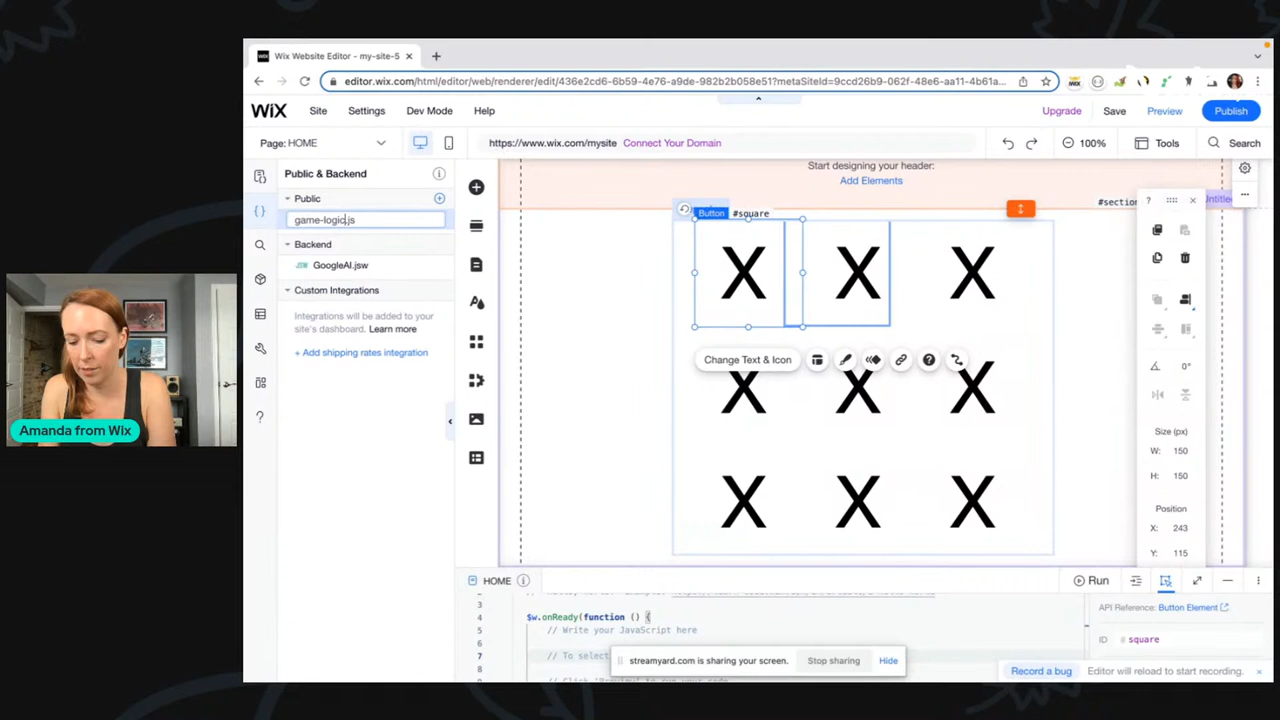 Wix Website Editor - my-site-5
editor.wix.com/html/editor/web/renderer/edit/436e2cd6-6b59-4e76-a9de-982b2b058e51?metaSiteId=9ccd26b9-062f-48e6-aa11-4b61a...
WiX Site Settings Dev Mode Help Upgrade Save Preview Publish
Page: HOME https://www.wix.com/mysite Connect Your Domain 100% Tools Search
Public & Backend
Public
game-logic.js
Backend
JSW GoogleAI.jsw
Custom Integrations
Integrations will be added to your
site's dashboard. Learn more
+ Add shipping rates integration
Start designing your header:
Add Elements
Button #square
#section
X X X
Change Text & Icon
X X X
X X X
0°
Size (px)
W: 150
H: 150
Position
X: 243
Y: 115
HOME
Run
3
4 $w.onReady(function () {
5 // Write your JavaScript here
6
7 // To selec
8
API Reference: Button Element
ID # square
streamyard.com is sharing your screen. Stop sharing Hide
Record a bug Editor will reload to start recording.
Amanda from Wix